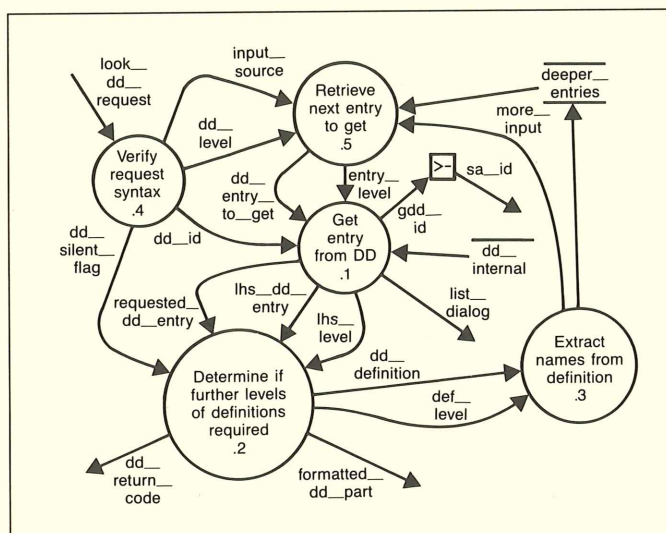 look__
dd__
request
input__
source
Retrieve
next entry
to get
.5
deeper__
entries
more__
input
dd__
level
Verify
request
syntax
.4
dd__
entry__
to__get
entry__
level
>-
sa__id
gdd__
id
dd__
silent__
flag
dd__id
Get
entry
from DD
.1
dd__
internal
requested__
dd__entry
lhs__dd__
entry
lhs__
level
list__
dialog
Extract
names from
definition
.3
Determine if
further levels
of definitions
required
.2
dd__
definition
def__
level
dd__
return__
code
formatted__
dd__part